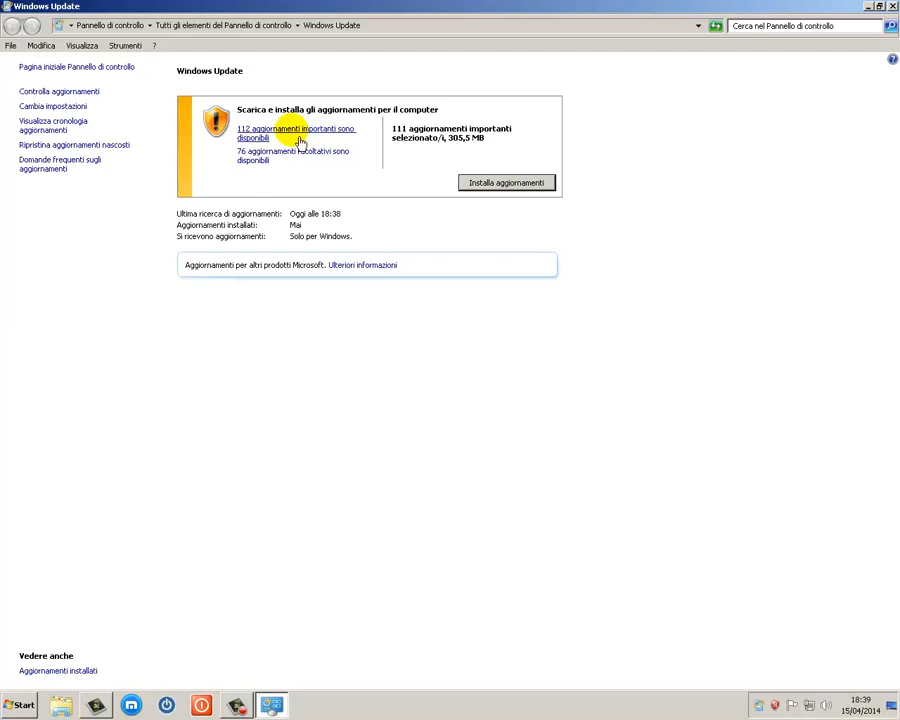 Windows Update
Pannello di controllo
Tutti gli elementi del Pannello di controllo
Windows Update
Cerca nel Pannello di controllo
File
Modifica
Visualizza
Strumenti
?
Pagina iniziale Pannello di controllo
Controlla aggiornamenti
Cambia impostazioni
Visualizza cronologia
aggiornamenti
Ripristina aggiornamenti nascosti
Domande frequenti sugli
aggiornamenti
Windows Update
Scarica e installa gli aggiornamenti per il computer
112 aggiornamenti importanti sono
disponibili
76 aggiornamenti facoltativi sono
disponibili
111 aggiornamenti importanti
selezionato/i, 305,5 MB
Installa aggiornamenti
Ultima ricerca di aggiornamenti: Oggi alle 18:38
Aggiornamenti installati: Mai
Si ricevono aggiornamenti: Solo per Windows.
Aggiornamenti per altri prodotti Microsoft. Ulteriori informazioni
Vedere anche
Aggiornamenti installati
Start
18:39
15/04/2014